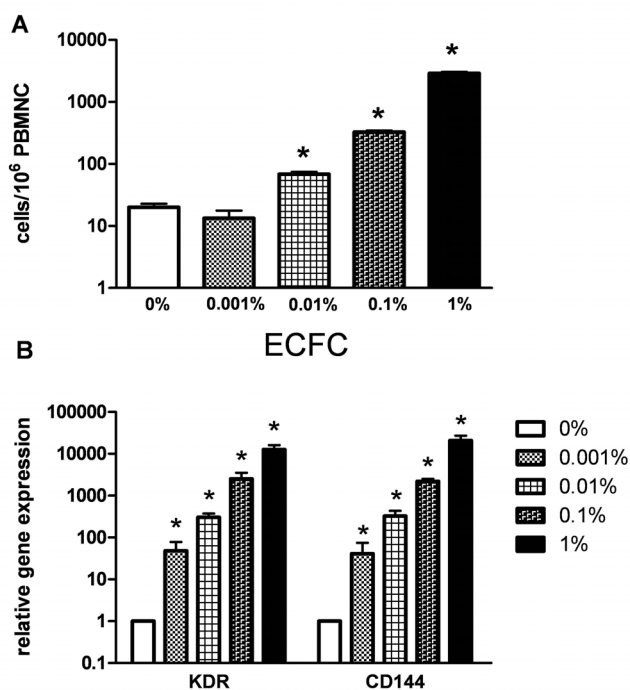 A
cells/10⁶ PBMNC
10000
1000
100
10
1
*
*
*
0% 0.001% 0.01% 0.1% 1%
ECFC
B
relative gene expression
100000
10000
1000
100
10
1
0.1
* * * *
* * * *
KDR CD144
0%
0.001%
0.01%
0.1%
1%